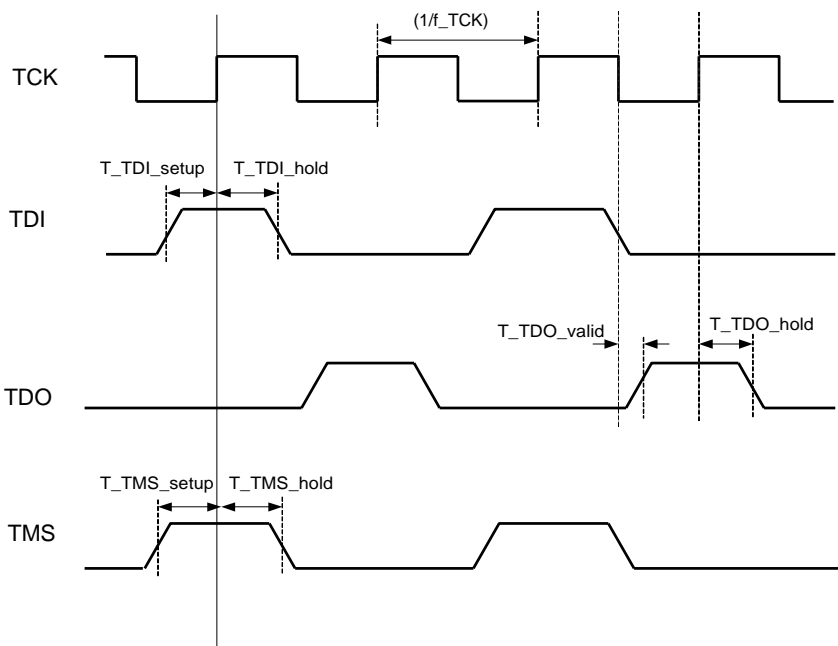 (1/f_TCK)
TCK
T_TDI_setup T_TDI_hold
TDI
T_TDO_valid T_TDO_hold
TDO
T_TMS_setup T_TMS_hold
TMS